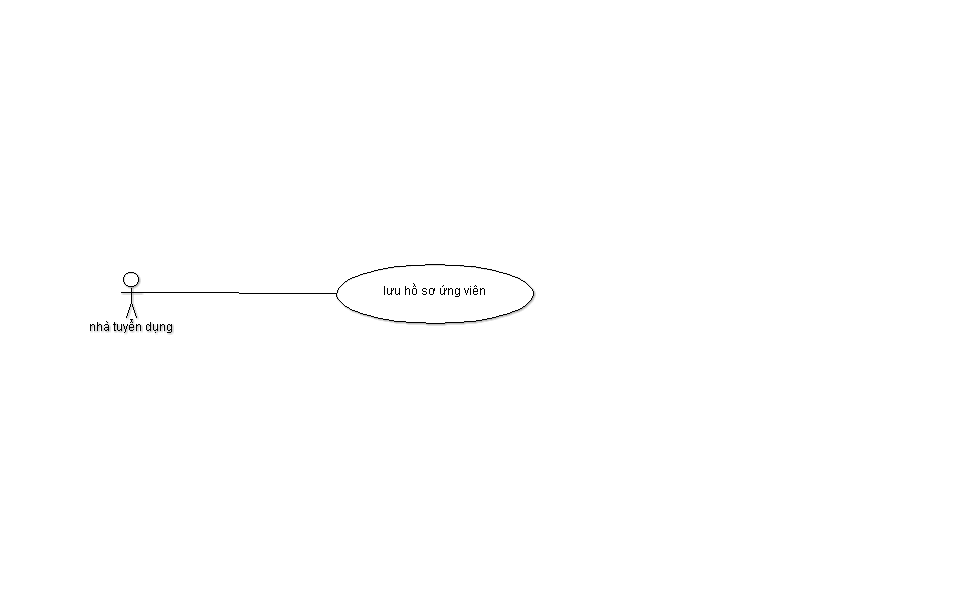 lưu hồ sơ ứng viên
nhà tuyển dụng